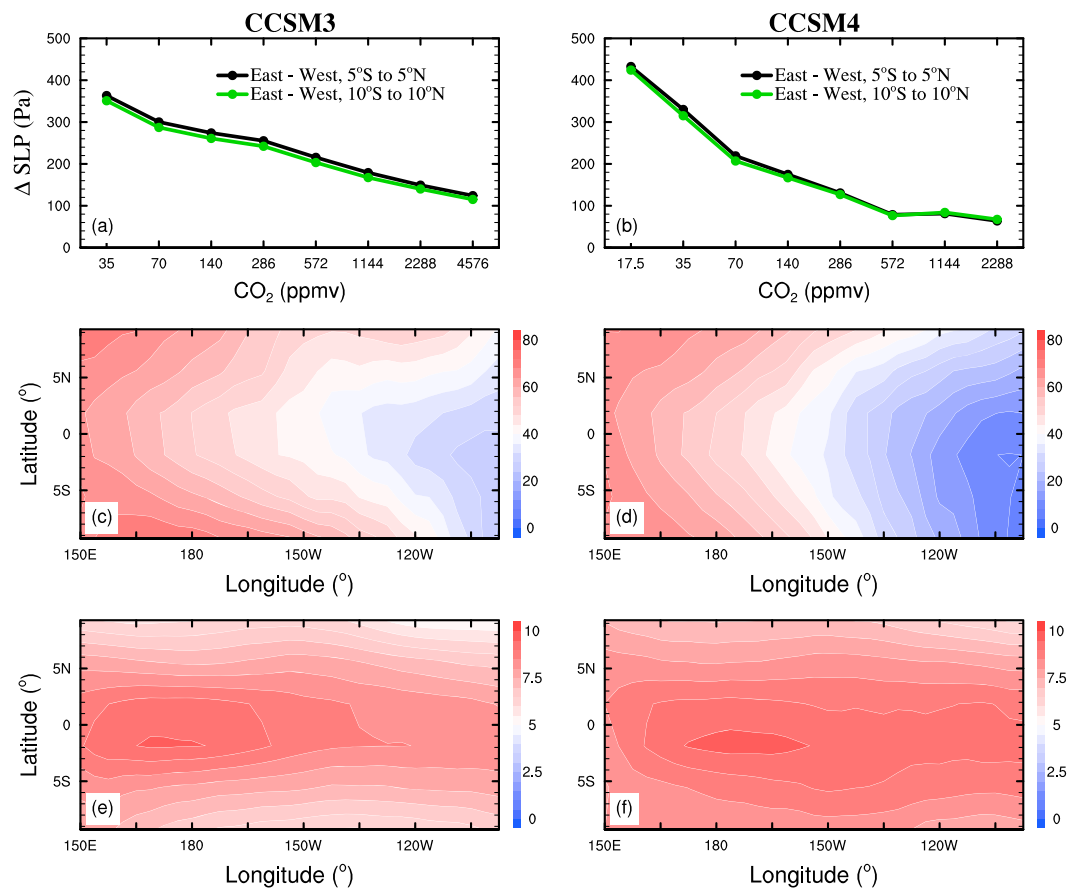 CCSM3
CCSM4
500
400
300
200
100
0
Δ SLP (Pa)
East - West, 5°S to 5°N
East - West, 10°S to 10°N
(a)
35 70 140 286 572 1144 2288 4576
CO₂ (ppmv)
500
400
300
200
100
0
East - West, 5°S to 5°N
East - West, 10°S to 10°N
(b)
17.5 35 70 140 286 572 1144 2288
CO₂ (ppmv)
Latitude (°)
5N
0
5S
(c)
150E 180 150W 120W
Longitude (°)
80
60
40
20
0
5N
0
5S
(d)
150E 180 150W 120W
Longitude (°)
80
60
40
20
0
Latitude (°)
5N
0
5S
(e)
150E 180 150W 120W
Longitude (°)
10
7.5
5
2.5
0
5N
0
5S
(f)
150E 180 150W 120W
Longitude (°)
10
7.5
5
2.5
0